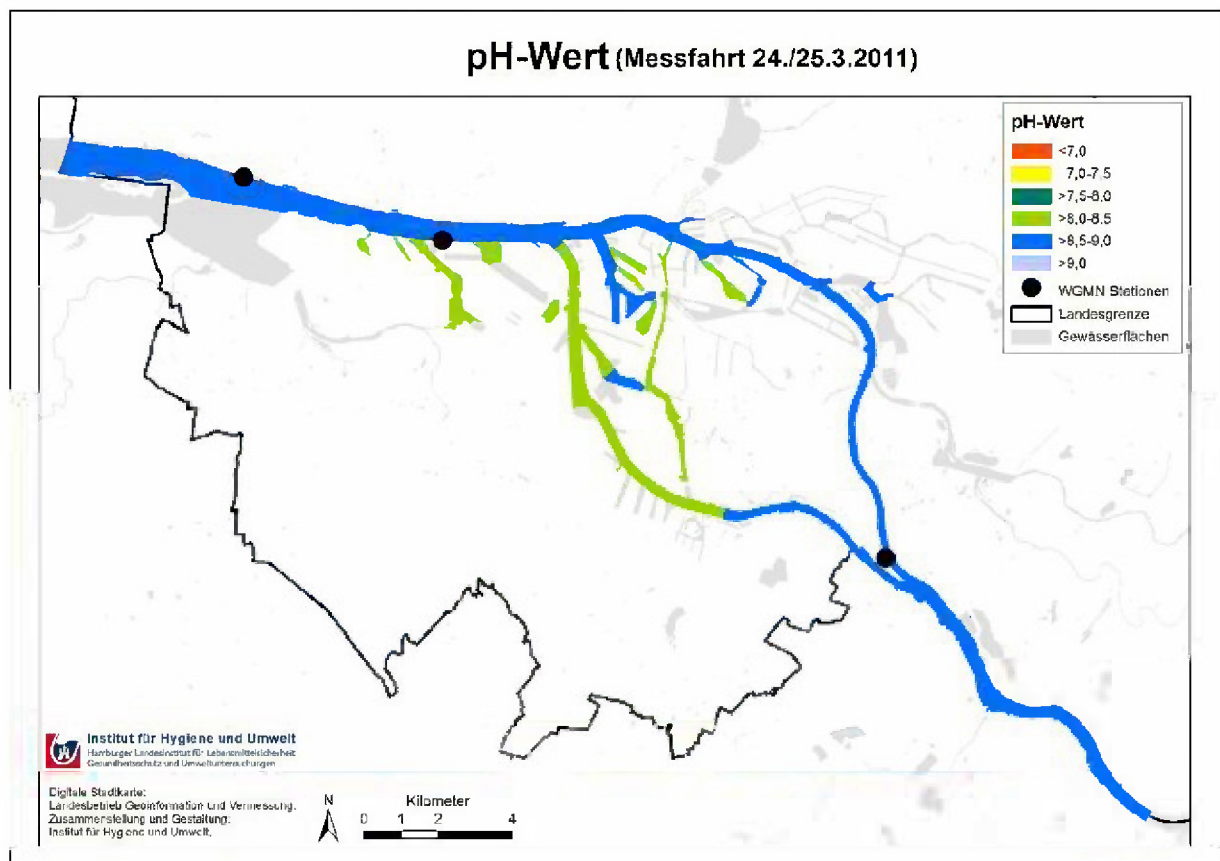 pH-Wert (Messfahrt 24./25.3.2011)
pH-Wert
<7,0
7,0-7,5
>7,5-8,0
>8,0-8,5
>8,5-9,0
>9,0
WGMN Stationen
Landesgrenze
Gewässerflächen
Institut für Hygiene und Umwelt
Hamburger Landesinstitut für Lebensmittelsicherheit
Gesundheitsschutz und Umweltuntersuchungen
Digitale Stadtkarte:
Landesbetrieb Geoinformation und Vermessung.
Zusammenstellung und Gestaltung:
Institut für Hygiene und Umwelt.
N
Kilometer
0 1 2 4